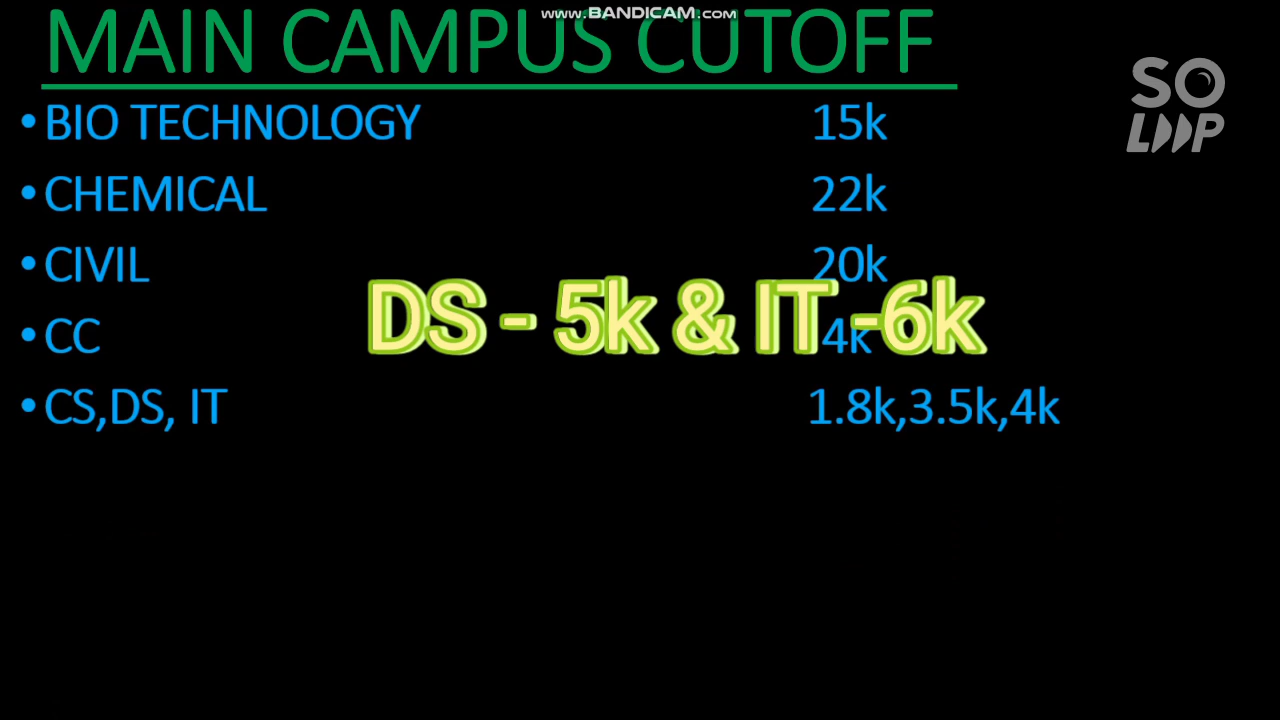 www.BANDICAM.com
MAIN CAMPUS CUTOFF
SO
LOOP
• BIO TECHNOLOGY 15k
• CHEMICAL 22k
• CIVIL 20k
DS - 5k & IT -6k
• CC 4k
• CS,DS, IT 1.8k,3.5k,4k